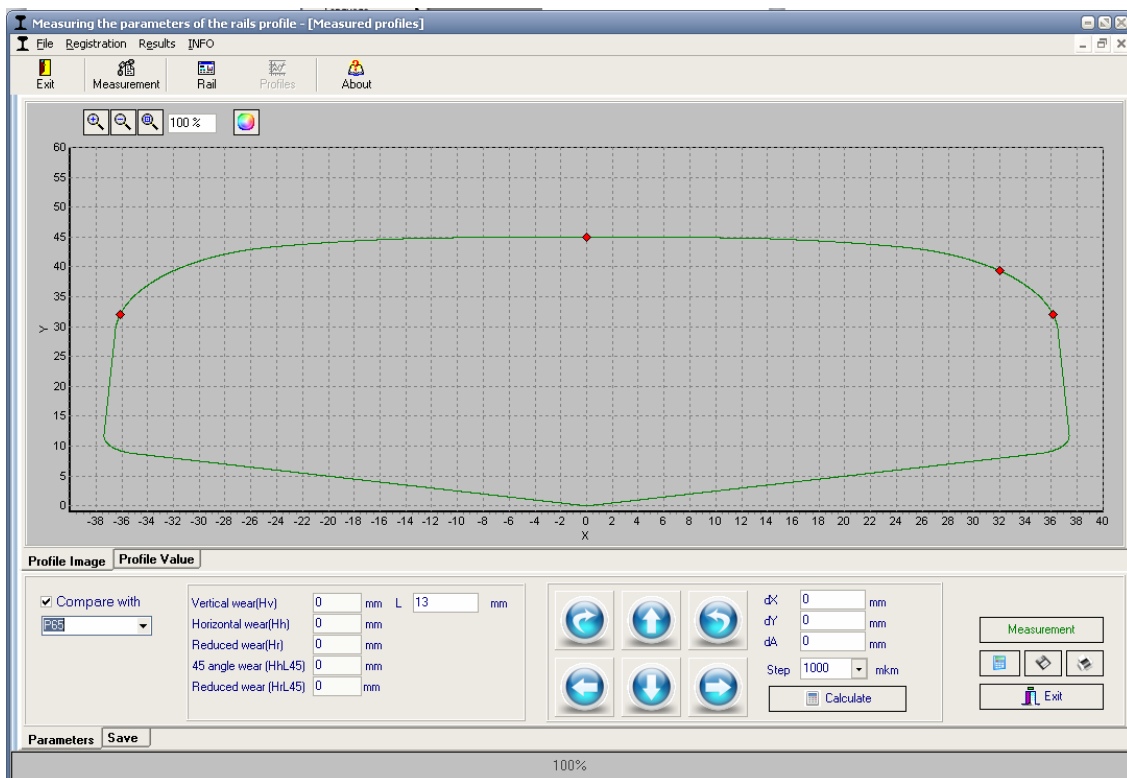 Measuring the parameters of the rails profile - [Measured profiles]
File Registration Results INFO
Exit Measurement Rail Profiles About
100 %
60
55
50
45
40
35
30
25
20
15
10
5
0
Y
-38 -36 -34 -32 -30 -28 -26 -24 -22 -20 -18 -16 -14 -12 -10 -8 -6 -4 -2 0 2 4 6 8 10 12 14 16 18 20 22 24 26 28 30 32 34 36 38 40
X
Profile Image Profile Value
Compare with
P65
Vertical wear(Hv) 0 mm L 13 mm
Horizontal wear(Hh) 0 mm
Reduced wear(Hr) 0 mm
45 angle wear (HhL45) 0 mm
Reduced wear (HrL45) 0 mm
dX 0 mm
dY 0 mm
dA 0 mm
Step 1000 mkm
Calculate
Measurement
Exit
Parameters Save
100%